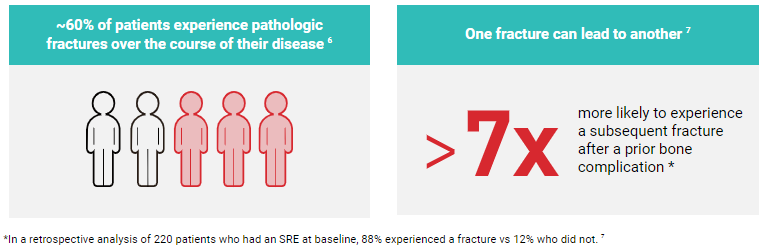 ~60% of patients experience pathologic
fractures over the course of their disease 6
One fracture can lead to another 7
> 7x
more likely to experience
a subsequent fracture
after a prior bone
complication *
*In a retrospective analysis of 220 patients who had an SRE at baseline, 88% experienced a fracture vs 12% who did not. 7